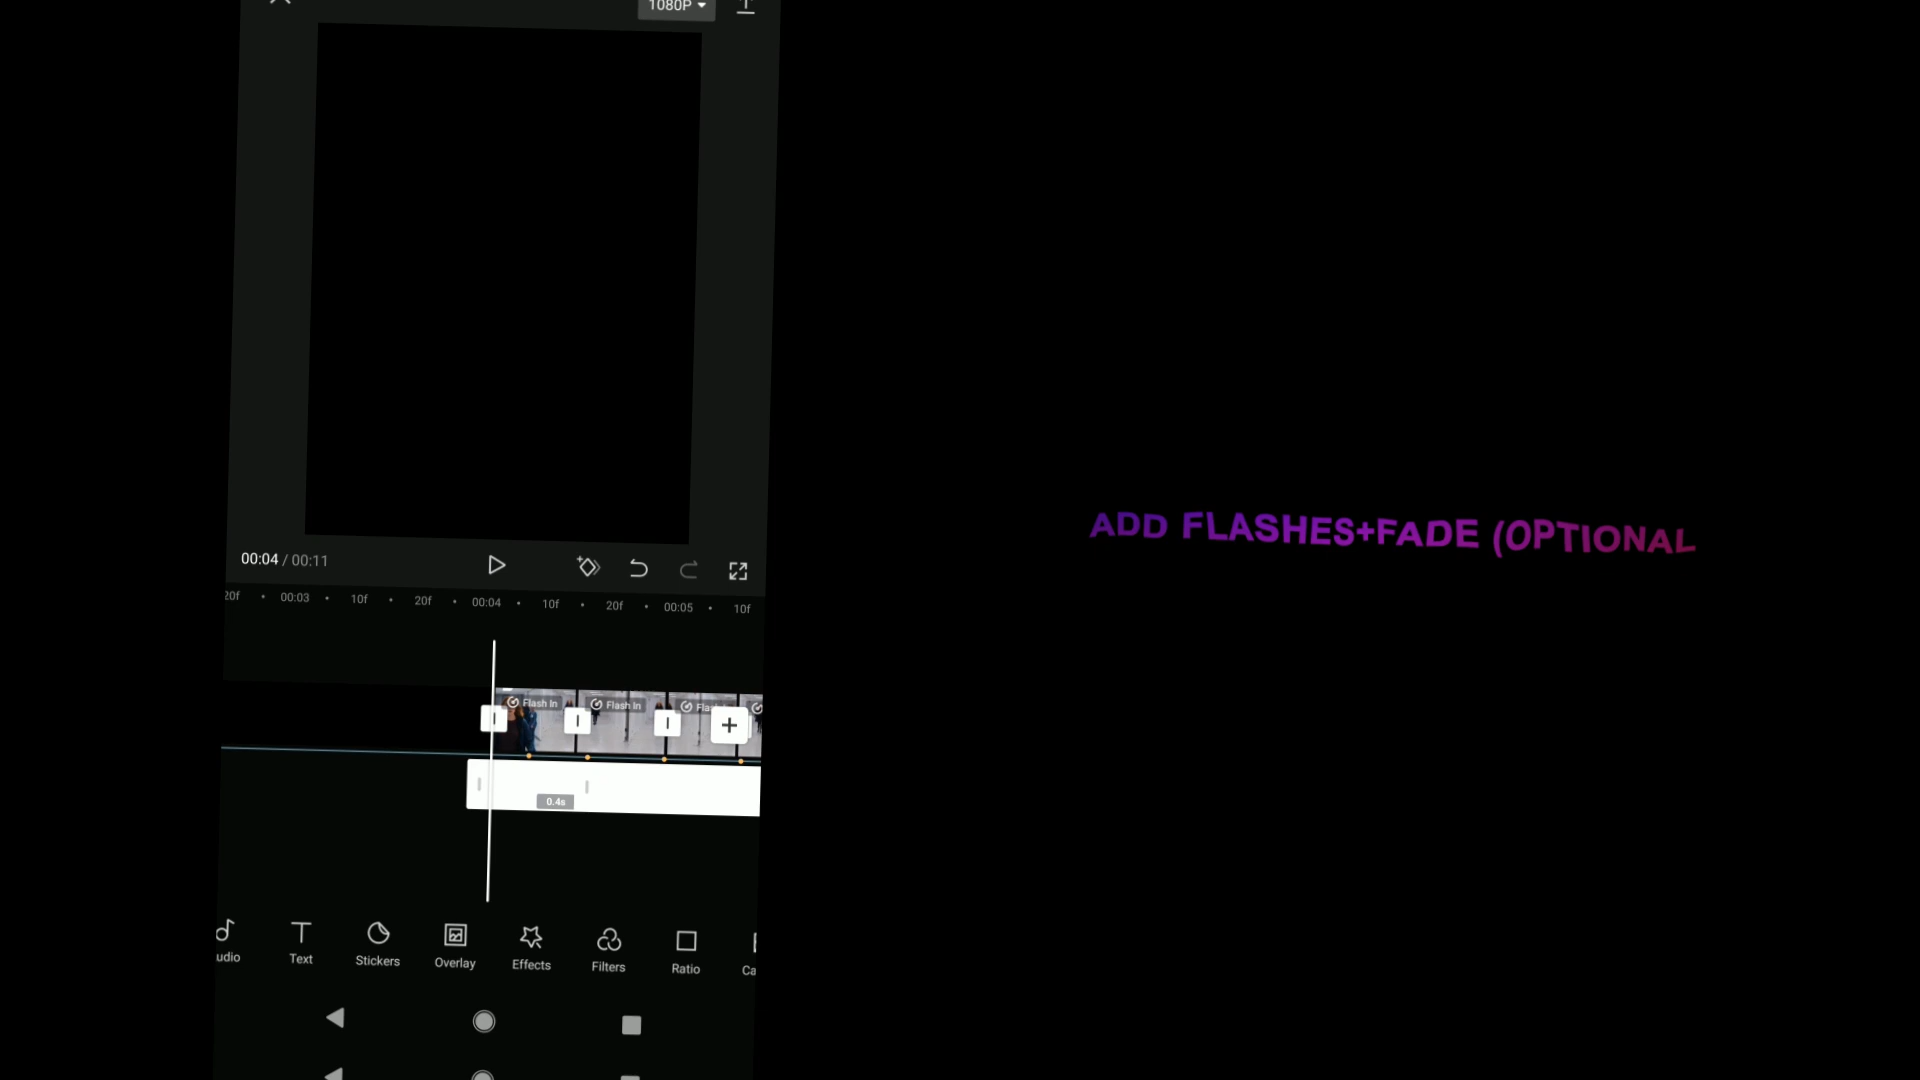 1080P
00:04 / 00:11
20f 00:03 10f 20f 00:04 10f 20f 00:05 10f
Flash In Flash In Flas
0.4s
udio Text Stickers Overlay Effects Filters Ratio Ca
ADD FLASHES+FADE (OPTIONAL